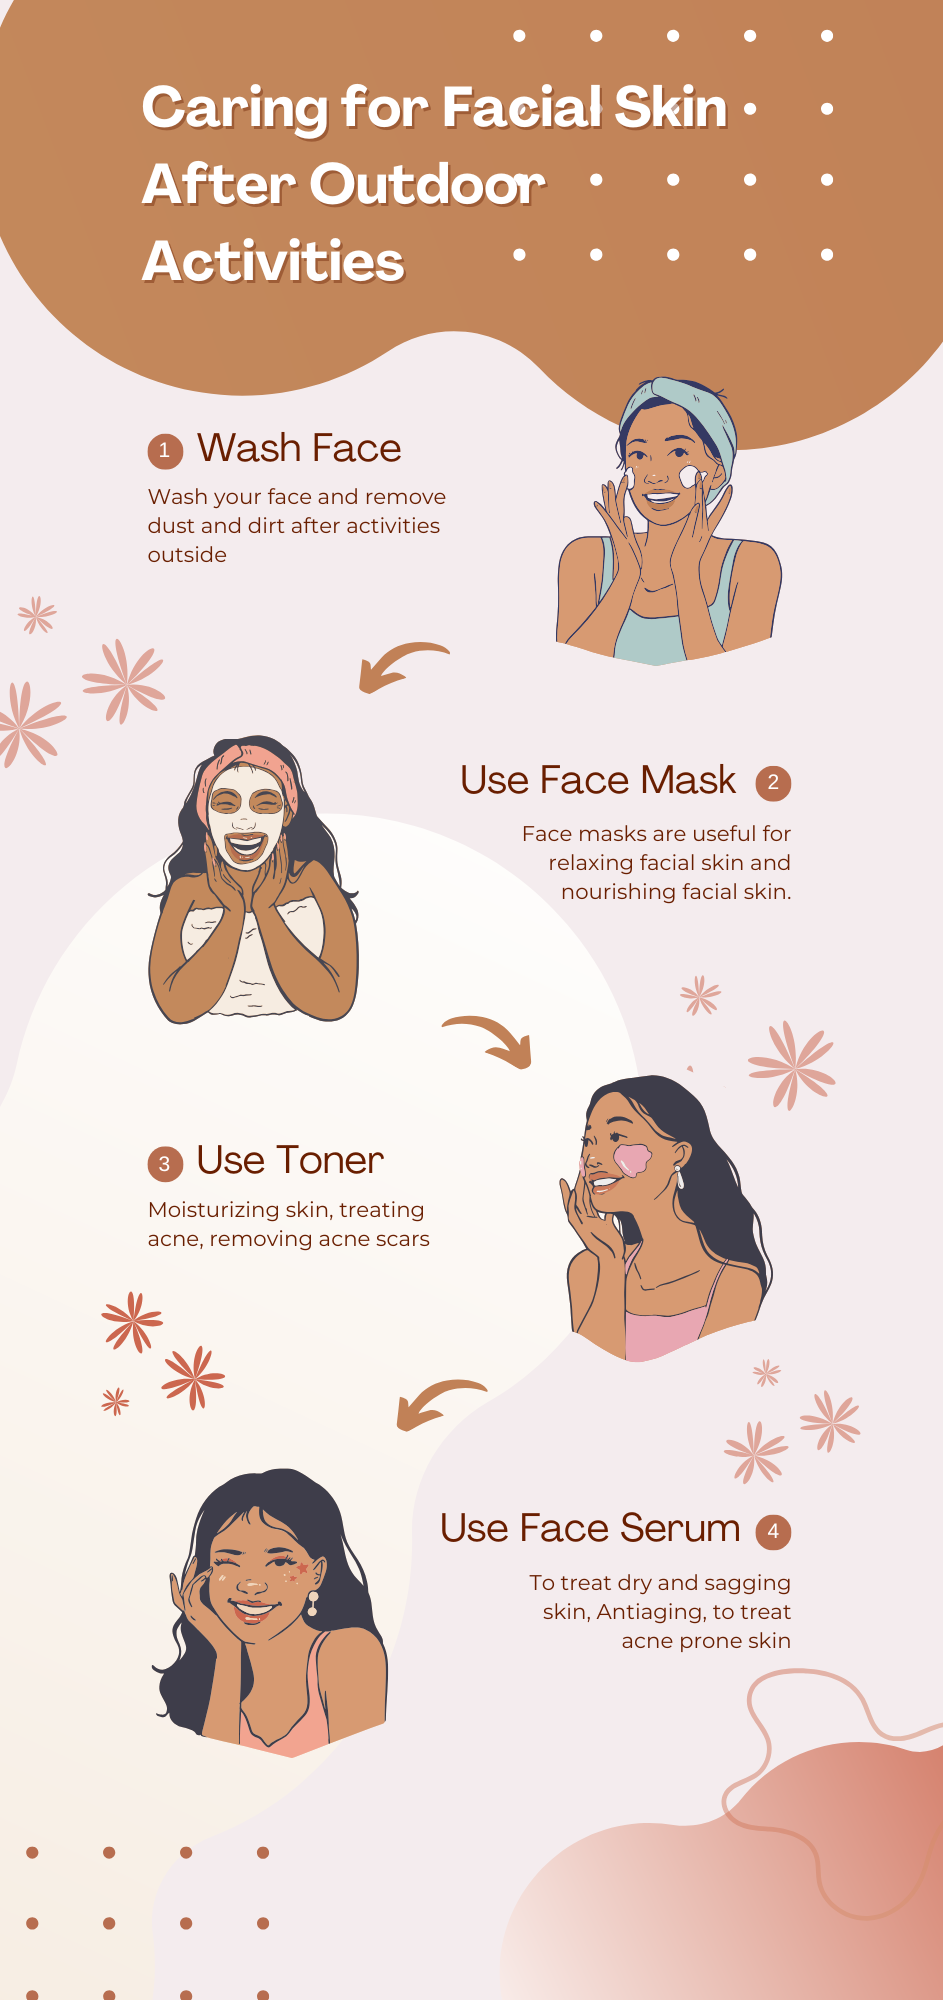 Caring for Facial Skin
After Outdoor
Activities
1 Wash Face
Wash your face and remove
dust and dirt after activities
outside
Use Face Mask 2
Face masks are useful for
relaxing facial skin and
nourishing facial skin.
3 Use Toner
Moisturizing skin, treating
acne, removing acne scars
Use Face Serum 4
To treat dry and sagging
skin, Antiaging, to treat
acne prone skin